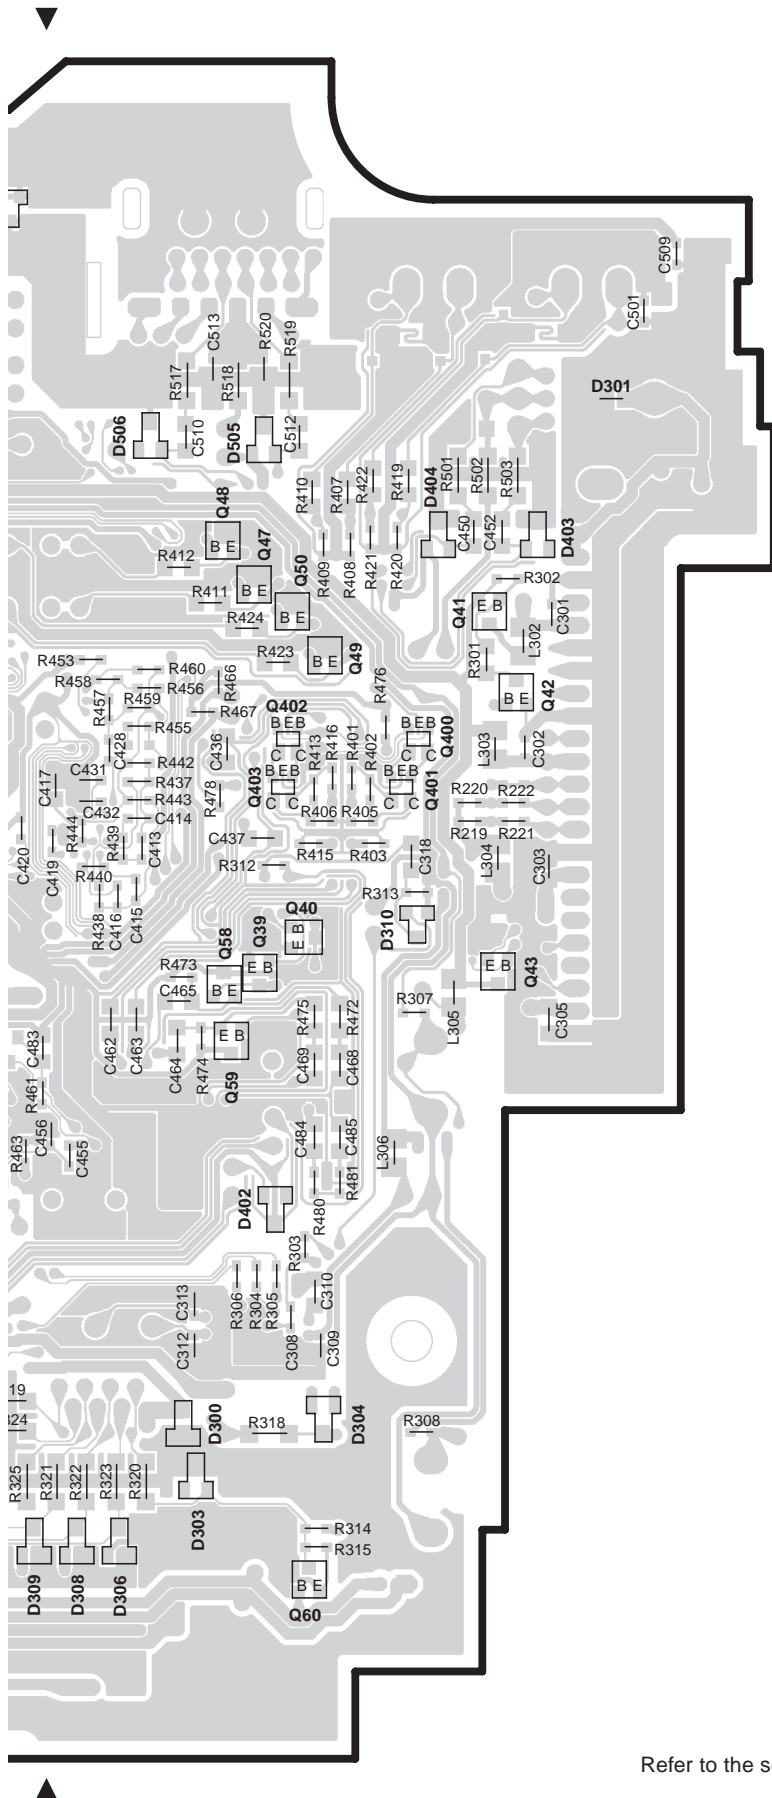 C509
C501
R520
C513
R519
R517
R518
D301
D506
C510
D505
C512
R410
R407
R422
R419
D404
R501
R502
R503
Q48
B E
Q47
R412
R409
R408
R421
R420
C450
C452
D403
B E
Q50
R302
R411
B E
Q41
E B
R424
C301
L302
R423
Q49
B E
R301
R453
R460
R458
R456
R466
R476
B E
Q42
R457
R459
R467
Q402
R455
B E B
B E B
Q400
C428
C436
R413
R416
R401
R402
L303
C302
C C
C C
R442
C431
B E B
B E B
C417
R437
R478
Q403
Q401
R443
C C
C C
R220
R222
C432
R406
R405
C414
R444
R219
R221
C420
C419
R439
C413
C437
R415
R403
C318
L304
C303
R440
R312
R438
C416
C415
R313
D310
Q40
E B
Q58
Q39
E B
Q43
E B
R473
B E
C465
R307
L305
C305
R475
R472
C483
C462
C463
C464
R474
E B
Q59
C469
C468
R461
C456
C484
C485
R463
C455
L306
D402
R480
R481
R303
R306
R304
R305
C310
C313
C312
C308
C309
19
324
D300
R318
D304
R308
R325
R321
R322
R323
R320
D303
R314
R315
D309
D308
D306
B E
Q60
Refer to the s